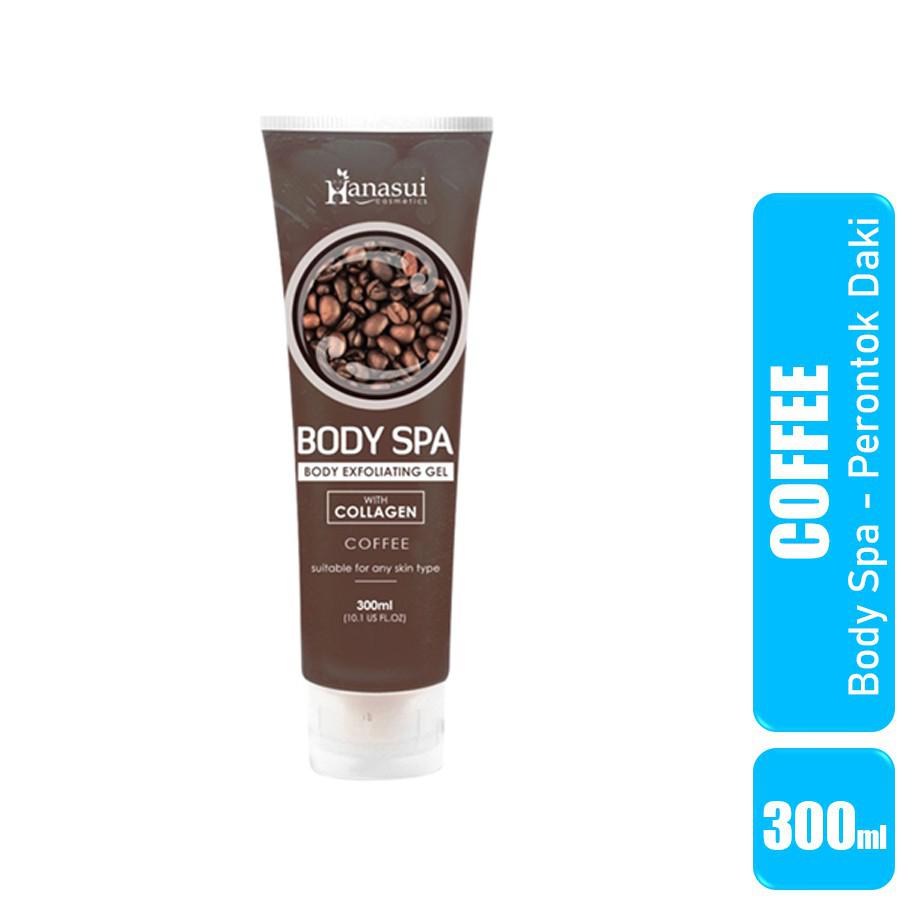 Hanasui
cosmetics
BODY SPA
BODY EXFOLIATING GEL
WITH
COLLAGEN
COFFEE
suitable for any skin type
300ml
(10.1 US FL.OZ)
COFFEE
Body Spa - Perontok Daki
300ml